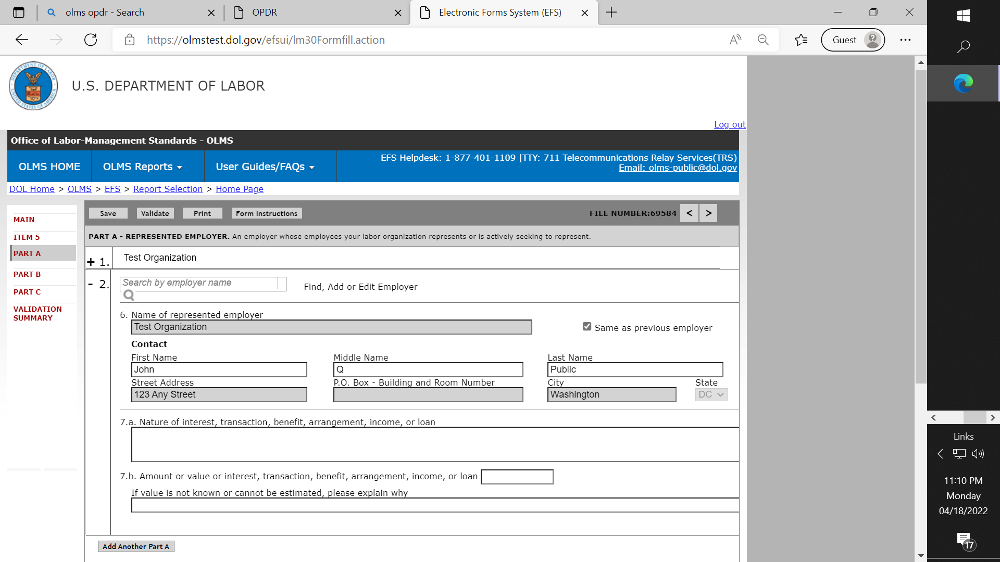 olms opdr - Search
OPDR
Electronic Forms System (EFS)
https://olmstest.dol.gov/efsui/lm30Formfill.action
Guest
U.S. DEPARTMENT OF LABOR
Log out
Office of Labor-Management Standards - OLMS
OLMS HOME
OLMS Reports
User Guides/FAQs
EFS Helpdesk: 1-877-401-1109 |TTY: 711 Telecommunications Relay Services(TRS)
Email: olms-public@dol.gov
DOL Home > OLMS > EFS > Report Selection > Home Page
MAIN
ITEM 5
PART A
PART B
PART C
VALIDATION
SUMMARY
Save
Validate
Print
Form Instructions
FILE NUMBER:69584
<
>
PART A - REPRESENTED EMPLOYER. An employer whose employees your labor organization represents or is actively seeking to represent.
+ 1.
Test Organization
- 2.
Search by employer name
Find, Add or Edit Employer
6. Name of represented employer
Test Organization
Same as previous employer
Contact
First Name
Middle Name
Last Name
John
Q
Public
Street Address
P.O. Box - Building and Room Number
City
State
123 Any Street
Washington
DC
7.a. Nature of interest, transaction, benefit, arrangement, income, or loan
7.b. Amount or value or interest, transaction, benefit, arrangement, income, or loan
If value is not known or cannot be estimated, please explain why
Add Another Part A
Links
11:10 PM
Monday
04/18/2022
17